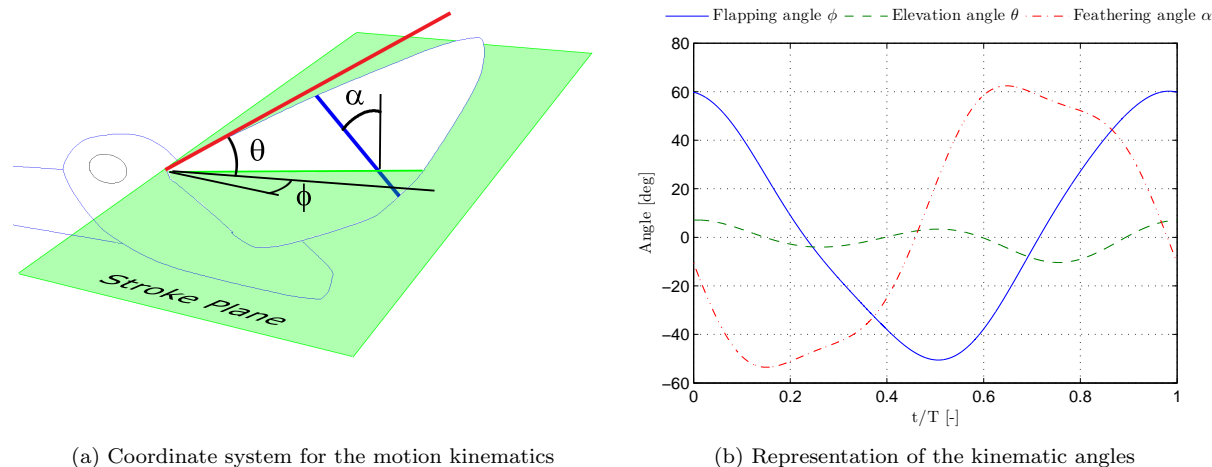 α
θ
ϕ
Stroke Plane
(a) Coordinate system for the motion kinematics
Flapping angle ϕ Elevation angle θ Feathering angle α
80
60
40
20
0
−20
−40
−60
Angle [deg]
0 0.2 0.4 0.6 0.8 1
t/T [-]
(b) Representation of the kinematic angles